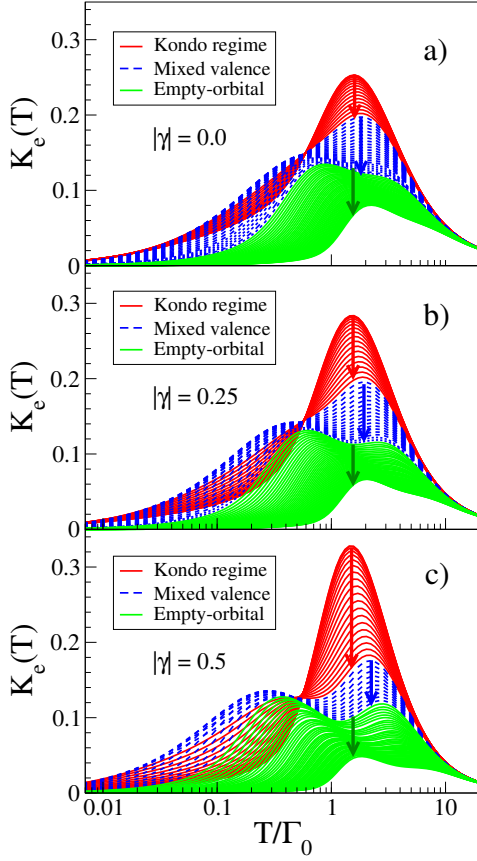 0.3
a)
Kondo regime
Mixed valence
Empty-orbital
0.2
K_e(T)
|γ| = 0.0
0.1
0
0.3
b)
Kondo regime
Mixed valence
Empty-orbital
0.2
K_e(T)
|γ| = 0.25
0.1
0
0.3
c)
Kondo regime
Mixed valence
Empty-orbital
0.2
K_e(T)
|γ| = 0.5
0.1
0
0.01 0.1 1 10
T/Γ₀